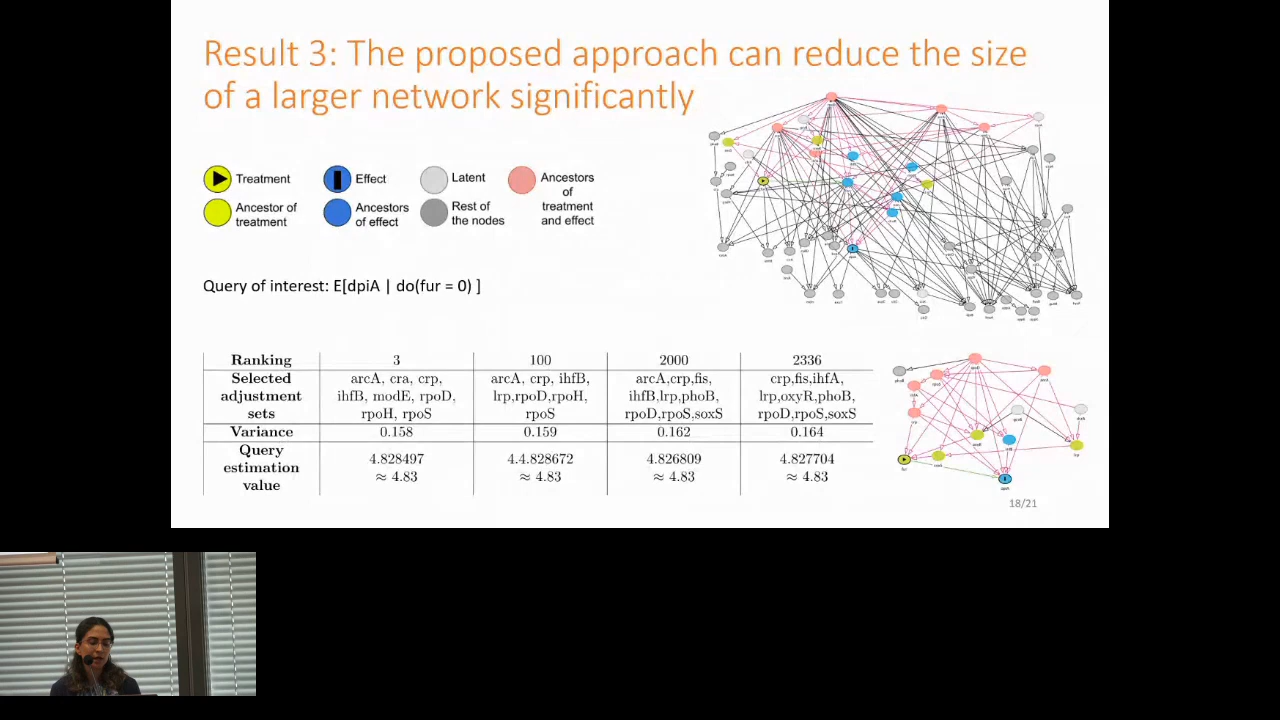 Result 3: The proposed approach can reduce the size
of a larger network significantly
Treatment
Effect
Latent
Ancestors
of
treatment
and effect
Ancestor of
treatment
Ancestors
of effect
Rest of
the nodes
Query of interest: E[dpiA | do(fur = 0) ]
Ranking 3 100 2000 2336
Selected
adjustment
sets
arcA, cra, crp,
ihfB, modE, rpoD,
rpoH, rpoS
arcA, crp, ihfB,
lrp,rpoD,rpoH,
rpoS
arcA,crp,fis,
ihfB,lrp,phoB,
rpoD,rpoS,soxS
crp,fis,ihfA,
lrp,oxyR,phoB,
rpoD,rpoS,soxS
Variance 0.158 0.159 0.162 0.164
Query
estimation
value
4.828497
≈ 4.83
4.4.828672
≈ 4.83
4.826809
≈ 4.83
4.827704
≈ 4.83
18/21